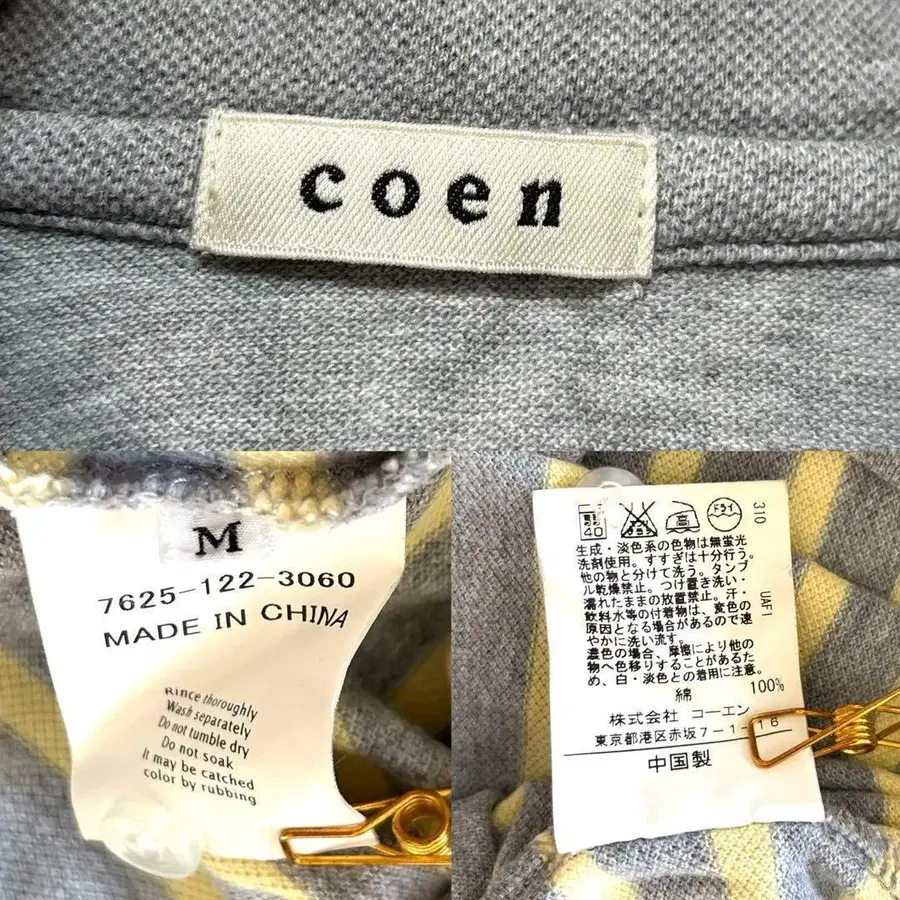 coen
M
7625-122-3060
MADE IN CHINA
Rince thoroughly
Wash separately
Do not tumble dry
Do not soak
It may be catched
color by rubbing
40
高
ドライ
310
UAFI
生成・淡色系の色物は無蛍光
洗剤使用。すすぎは十分行う。
他の物と分けて洗う。タンブ
ル乾燥禁止。つけ置き洗い・
濡れたままの放置禁止。汗・
飲料水等の付着物は、変色の
原因となる場合があるので速
やかに洗い流す。
濃色の場合、摩擦により他の
物へ色移りすることがあるた
め、白・淡色との着用に注意。
綿 100%
株式会社 コーエン
東京都港区赤坂7-1-16
中国製